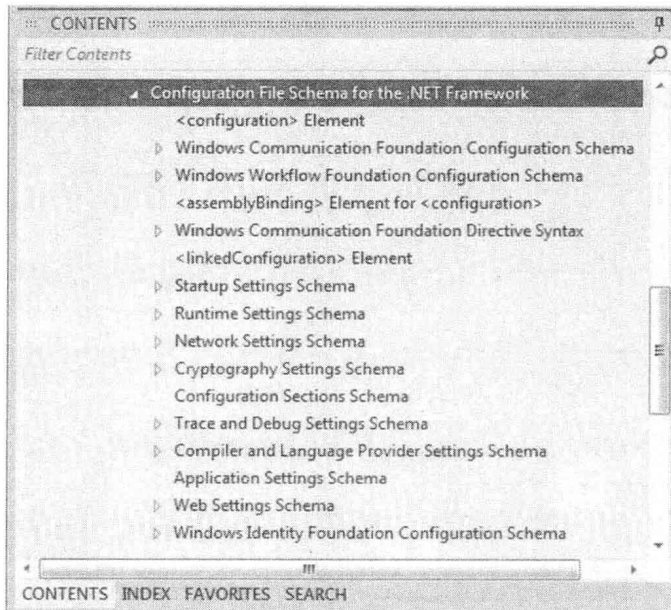 CONTENTS
Filter Contents
Configuration File Schema for the .NET Framework
<configuration> Element
Windows Communication Foundation Configuration Schema
Windows Workflow Foundation Configuration Schema
<assemblyBinding> Element for <configuration>
Windows Communication Foundation Directive Syntax
<linkedConfiguration> Element
Startup Settings Schema
Runtime Settings Schema
Network Settings Schema
Cryptography Settings Schema
Configuration Sections Schema
Trace and Debug Settings Schema
Compiler and Language Provider Settings Schema
Application Settings Schema
Web Settings Schema
Windows Identity Foundation Configuration Schema
CONTENTS INDEX FAVORITES SEARCH